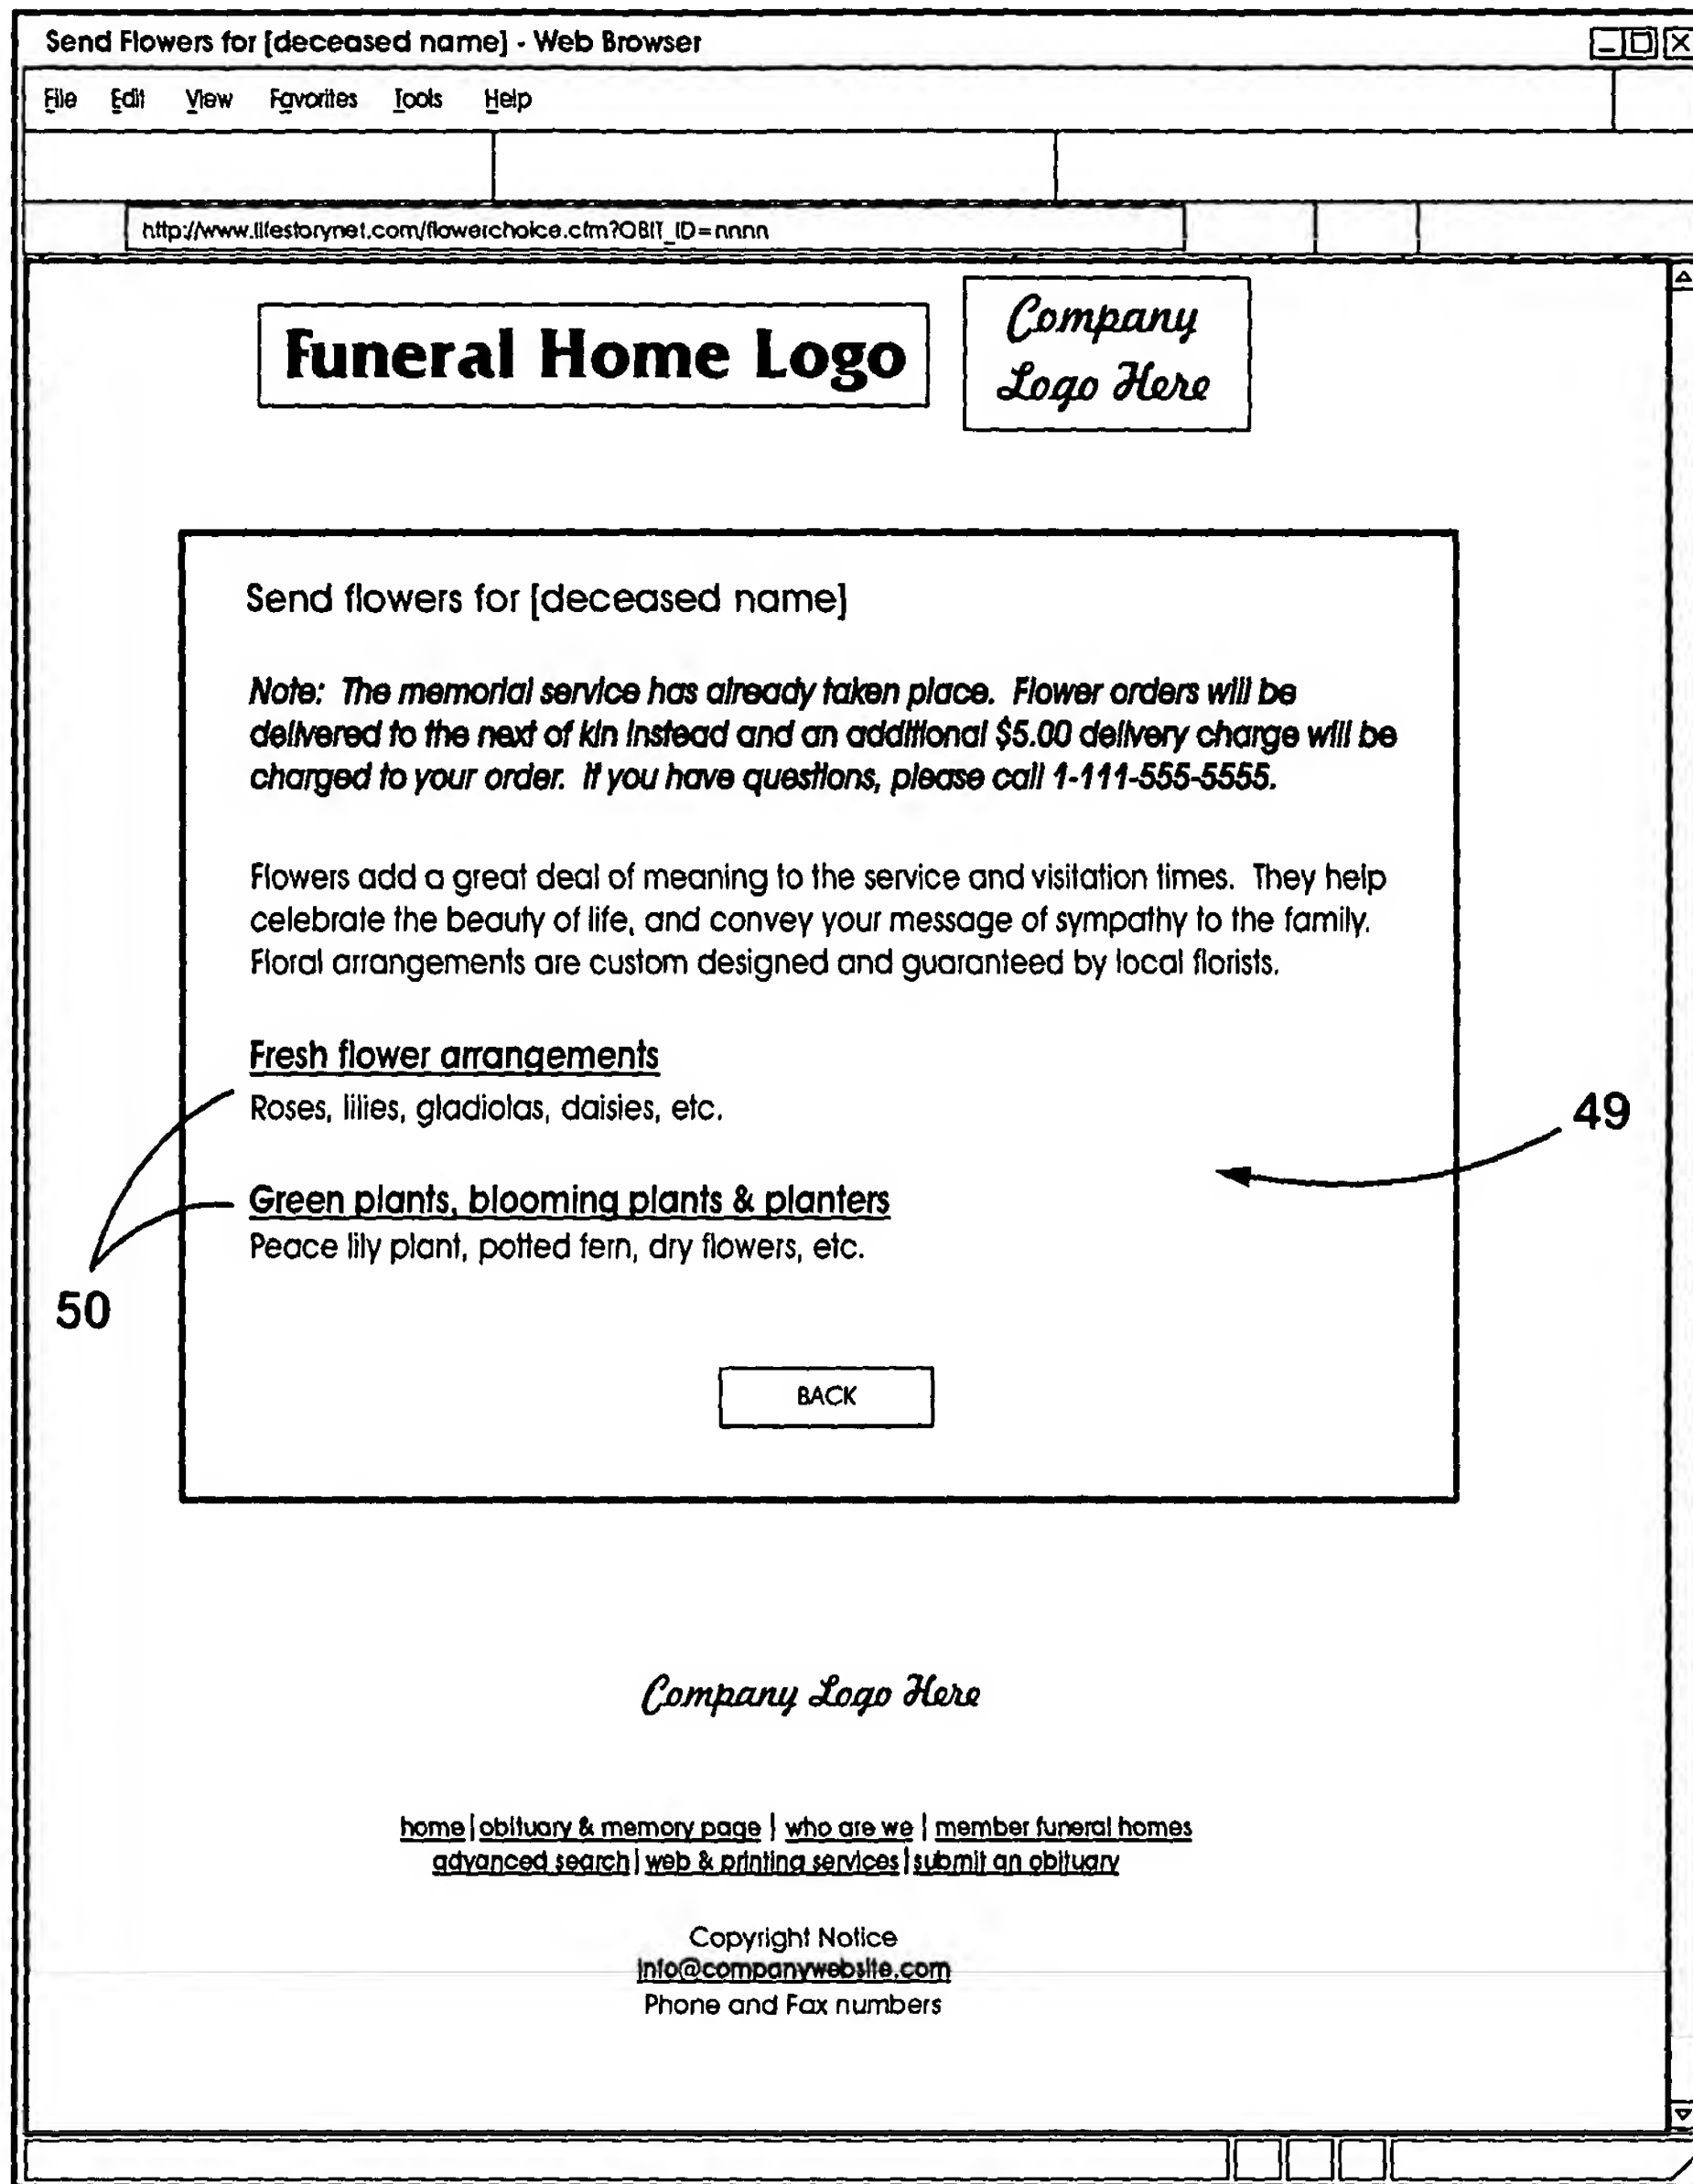 Send Flowers for [deceased name] - Web Browser
File Edit View Favorites Tools Help
http://www.lifestorynet.com/flowerchoice.cfm?OBIT_ID=nnnn
Funeral Home Logo
Company
Logo Here
Send flowers for [deceased name]
Note: The memorial service has already taken place. Flower orders will be
delivered to the next of kin instead and an additional $5.00 delivery charge will be
charged to your order. If you have questions, please call 1-111-555-5555.
Flowers add a great deal of meaning to the service and visitation times. They help
celebrate the beauty of life, and convey your message of sympathy to the family.
Floral arrangements are custom designed and guaranteed by local florists.
Fresh flower arrangements
Roses, lilies, gladiolas, daisies, etc.
49
Green plants, blooming plants & planters
Peace lily plant, potted fern, dry flowers, etc.
50
BACK
Company Logo Here
home | obituary & memory page | who are we | member funeral homes
advanced search | web & printing services | submit an obituary
Copyright Notice
info@companywebsite.com
Phone and Fax numbers